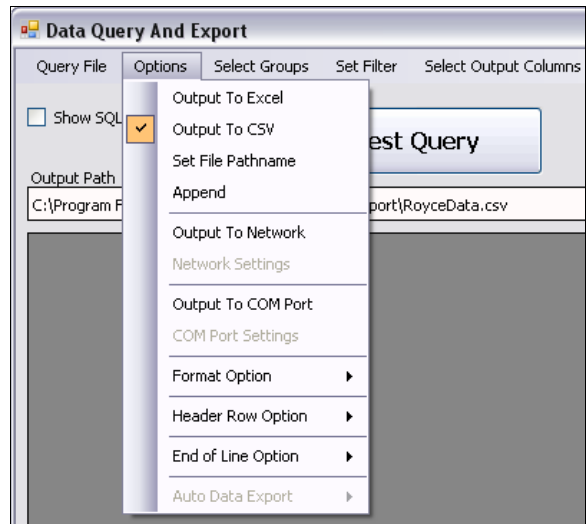 Data Query And Export
Query File Options Select Groups Set Filter Select Output Columns
Show SQL
Output To Excel
Output To CSV
Set File Pathname
Append
Output To Network
Network Settings
Output To COM Port
COM Port Settings
Format Option
Header Row Option
End of Line Option
Auto Data Export
Query
Output Path
C:\Program port\RoyceData.csv